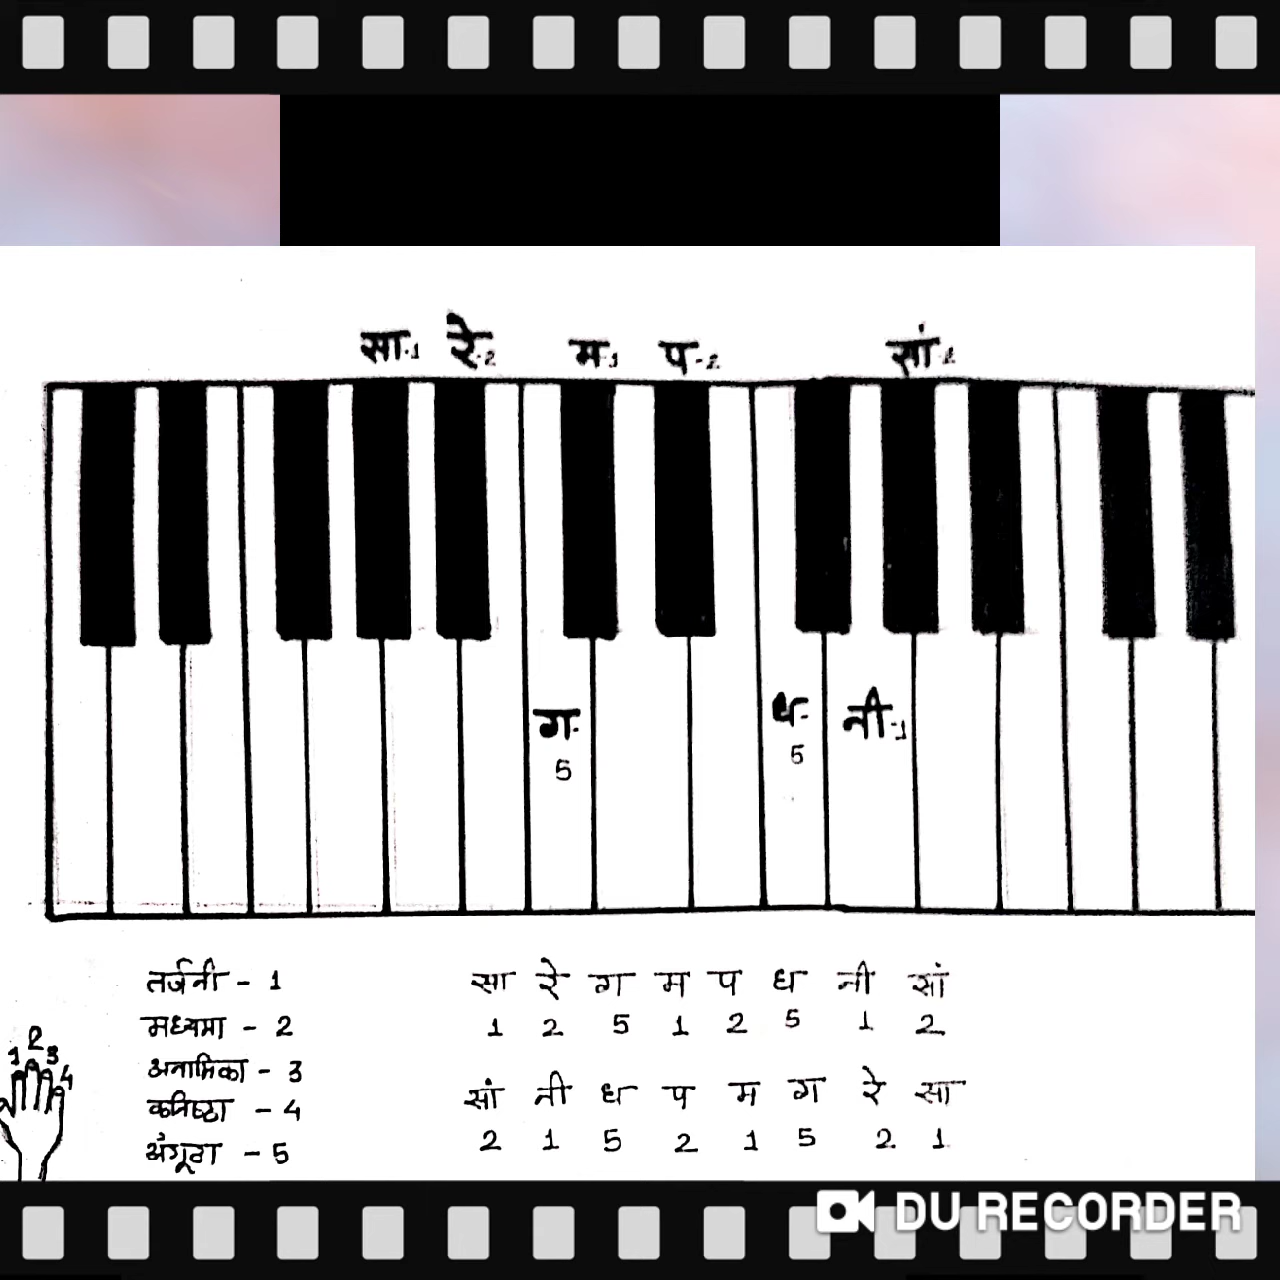 सा-1 रे-2 म-1 प-2 सां-2
ग- ध- नी-1
5 5
तर्जनी - 1
मध्यमा - 2
अनामिका - 3
कनिष्ठा - 4
अंगूठा - 5
1 2 3 4
सा रे ग म प ध नी सां
1 2 5 1 2 5 1 2
सां नी ध प म ग रे सा
2 1 5 2 1 5 2 1
DU RECORDER